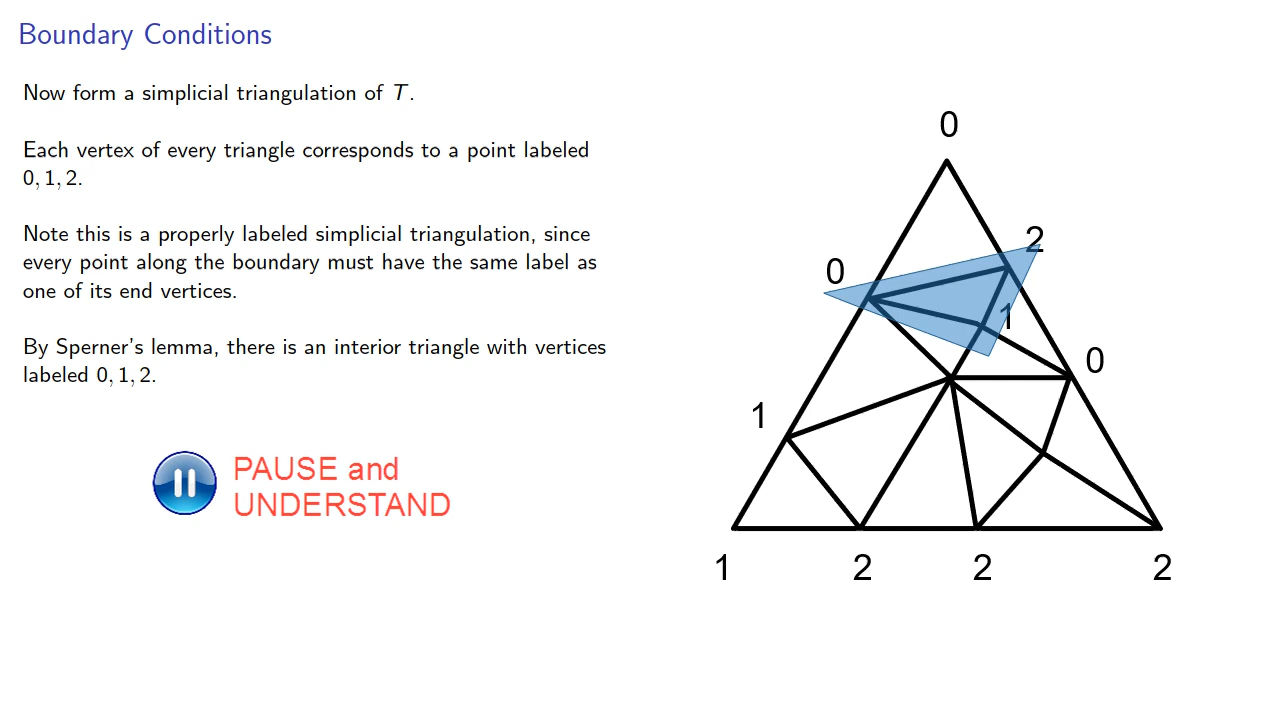 Boundary Conditions
Now form a simplicial triangulation of T.
Each vertex of every triangle corresponds to a point labeled
0, 1, 2.
Note this is a properly labeled simplicial triangulation, since
every point along the boundary must have the same label as
one of its end vertices.
By Sperner's lemma, there is an interior triangle with vertices
labeled 0, 1, 2.
PAUSE and
UNDERSTAND
0
2
0
1
0
1
1
2
2
2